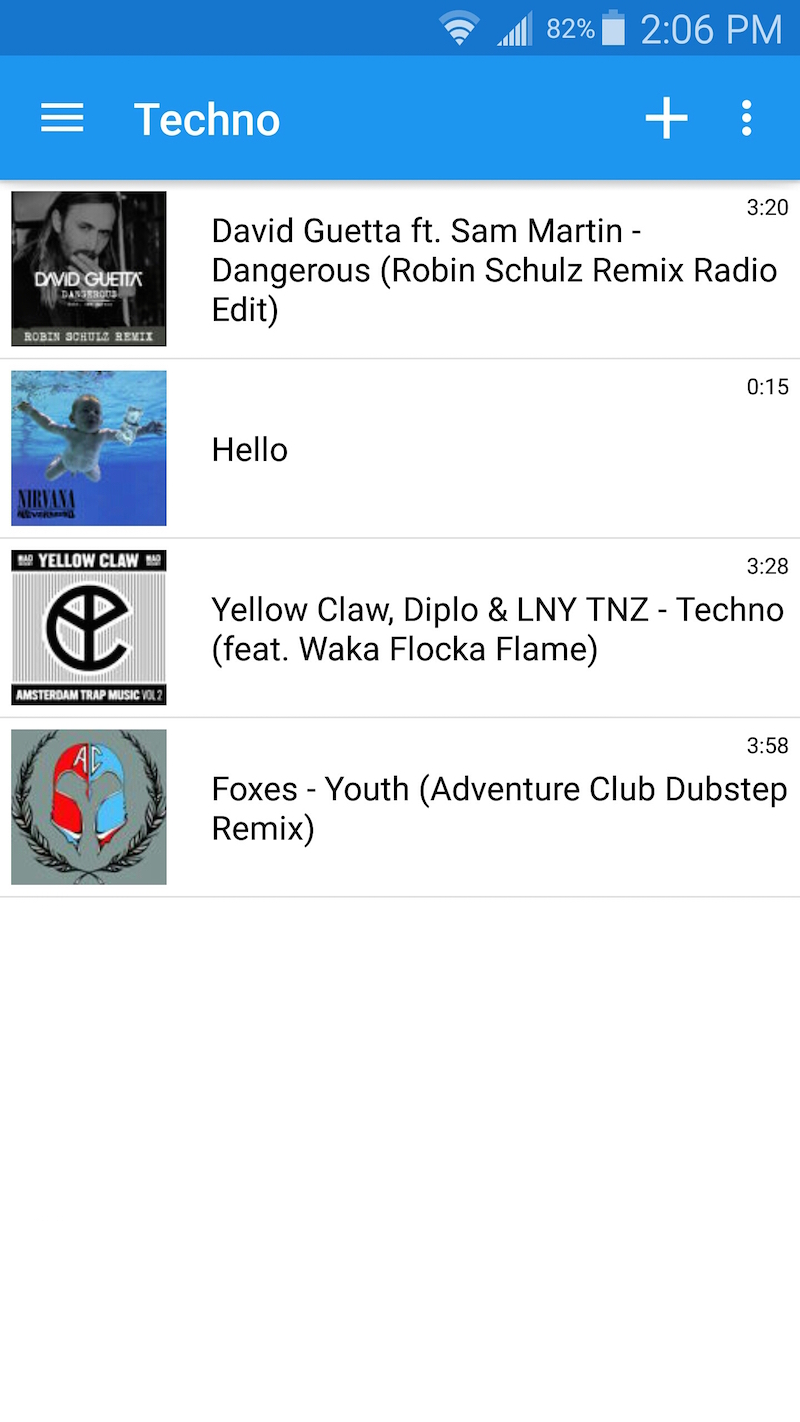 82% 2:06 PM
Techno
3:20
David Guetta ft. Sam Martin -
Dangerous (Robin Schulz Remix Radio
Edit)
DAVID GUETTA
DANGEROUS
ROBIN SCHULZ REMIX
0:15
Hello
NIRVANA
NEVERMIND
3:28
YELLOW CLAW
Yellow Claw, Diplo & LNY TNZ - Techno
(feat. Waka Flocka Flame)
AMSTERDAM TRAP MUSIC VOL 2
3:58
AC
Foxes - Youth (Adventure Club Dubstep
Remix)